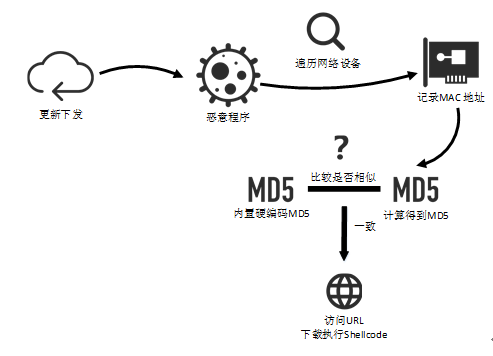 遍历网络设备
更新下发
恶意程序
记录MAC地址
?
比较是否相似
MD5
MD5
内置硬编码MD5
计算得到MD5
一致
访问URL
下载执行Shellcode